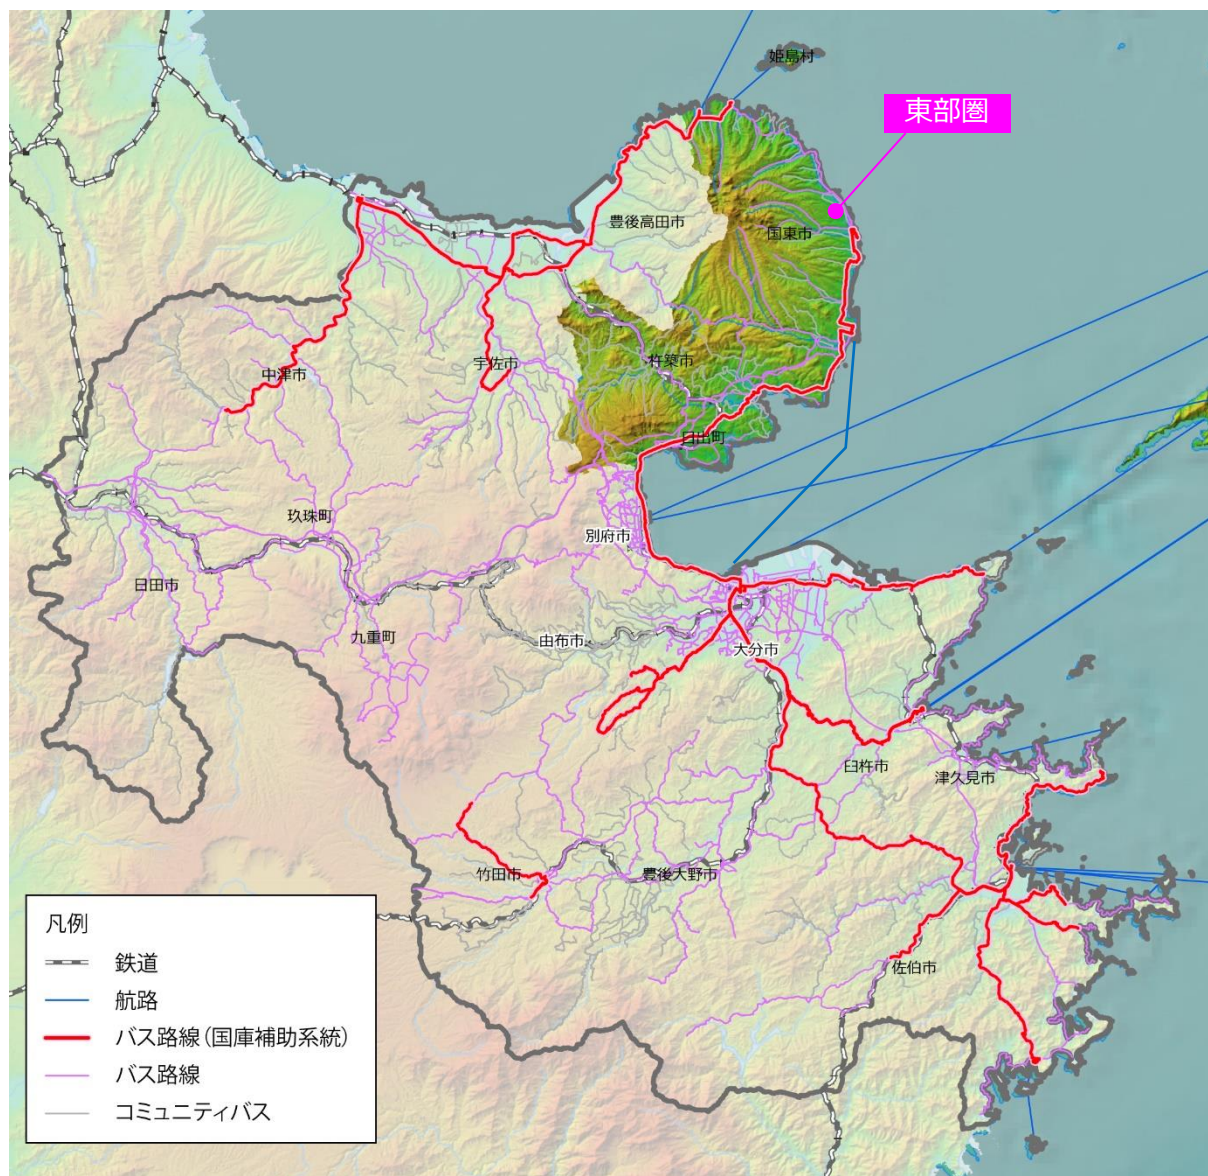 姫島村
東部圏
豊後高田市
国東市
杵築市
宇佐市
中津市
日出町
玖珠町
別府市
日田市
九重町
由布市
大分市
臼杵市
津久見市
竹田市
豊後大野市
佐伯市
凡例
鉄道
航路
バス路線(国庫補助系統)
バス路線
コミュニティバス